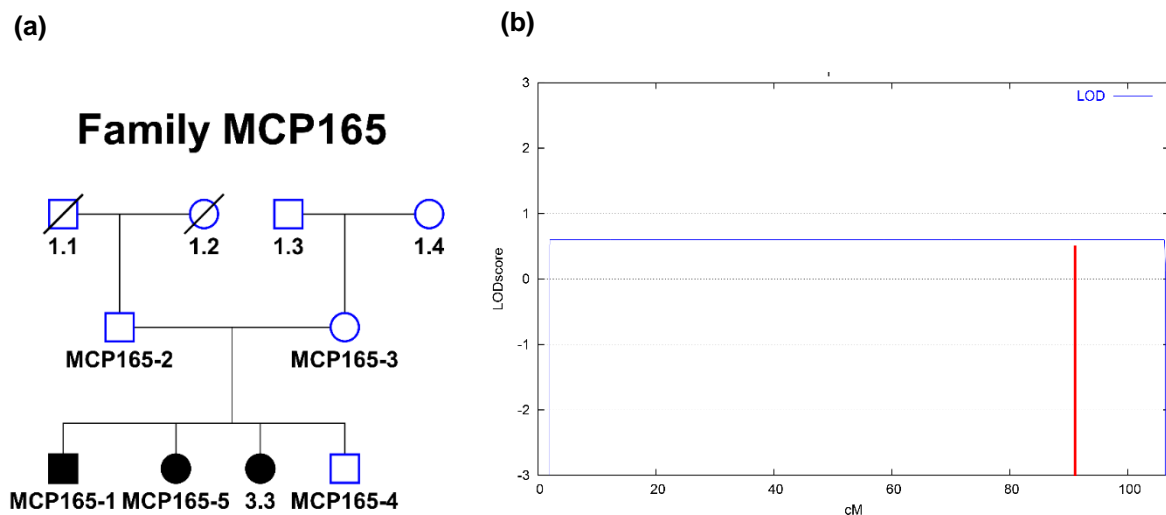 (a)
Family MCP165
1.1 1.2 1.3 1.4
MCP165-2 MCP165-3
MCP165-1 MCP165-5 3.3 MCP165-4
(b)
LOD
3
2
1
0
-1
-2
-3
LODscore
0 20 40 60 80 100
cM